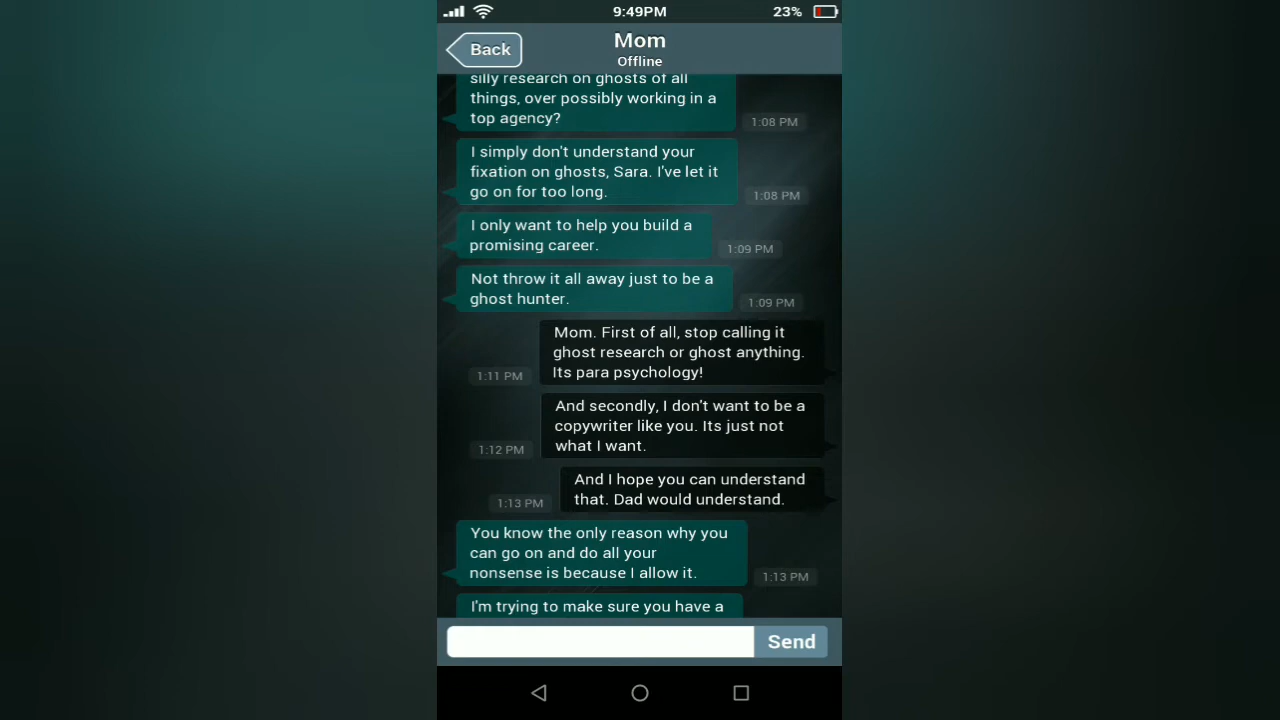 9:49PM
23%
Back
Mom
Offline
silly research on ghosts of all
things, over possibly working in a
top agency?
1:08 PM
I simply don't understand your
fixation on ghosts, Sara. I've let it
go on for too long.
1:08 PM
I only want to help you build a
promising career.
1:09 PM
Not throw it all away just to be a
ghost hunter.
1:09 PM
Mom. First of all, stop calling it
ghost research or ghost anything.
Its para psychology!
1:11 PM
And secondly, I don't want to be a
copywriter like you. Its just not
what I want.
1:12 PM
And I hope you can understand
that. Dad would understand.
1:13 PM
You know the only reason why you
can go on and do all your
nonsense is because I allow it.
1:13 PM
I'm trying to make sure you have a
Send